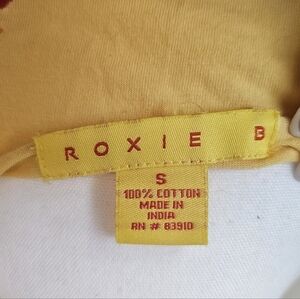 ROXIE B
S
100% COTTON
MADE IN
INDIA
RN # 83910